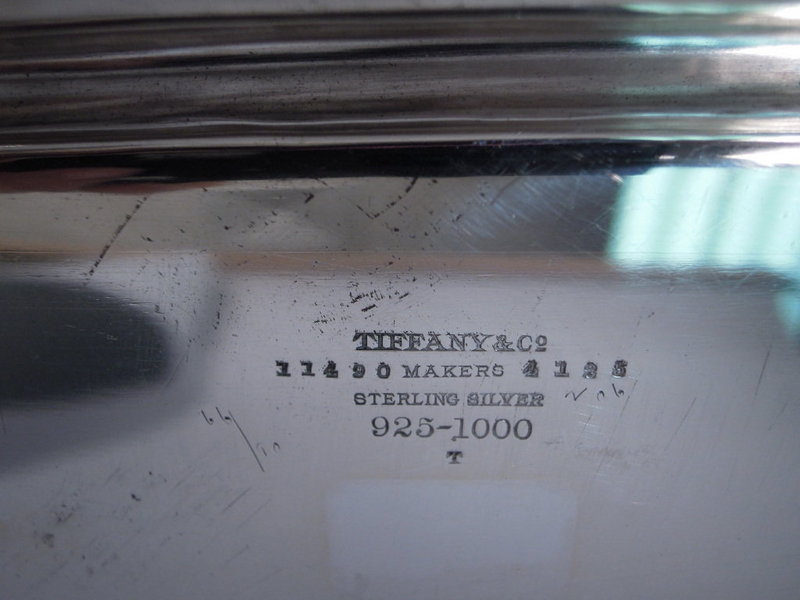 TIFFANY & Cº
11490 MAKERS 4125
STERLING SILVER
925-1000
T